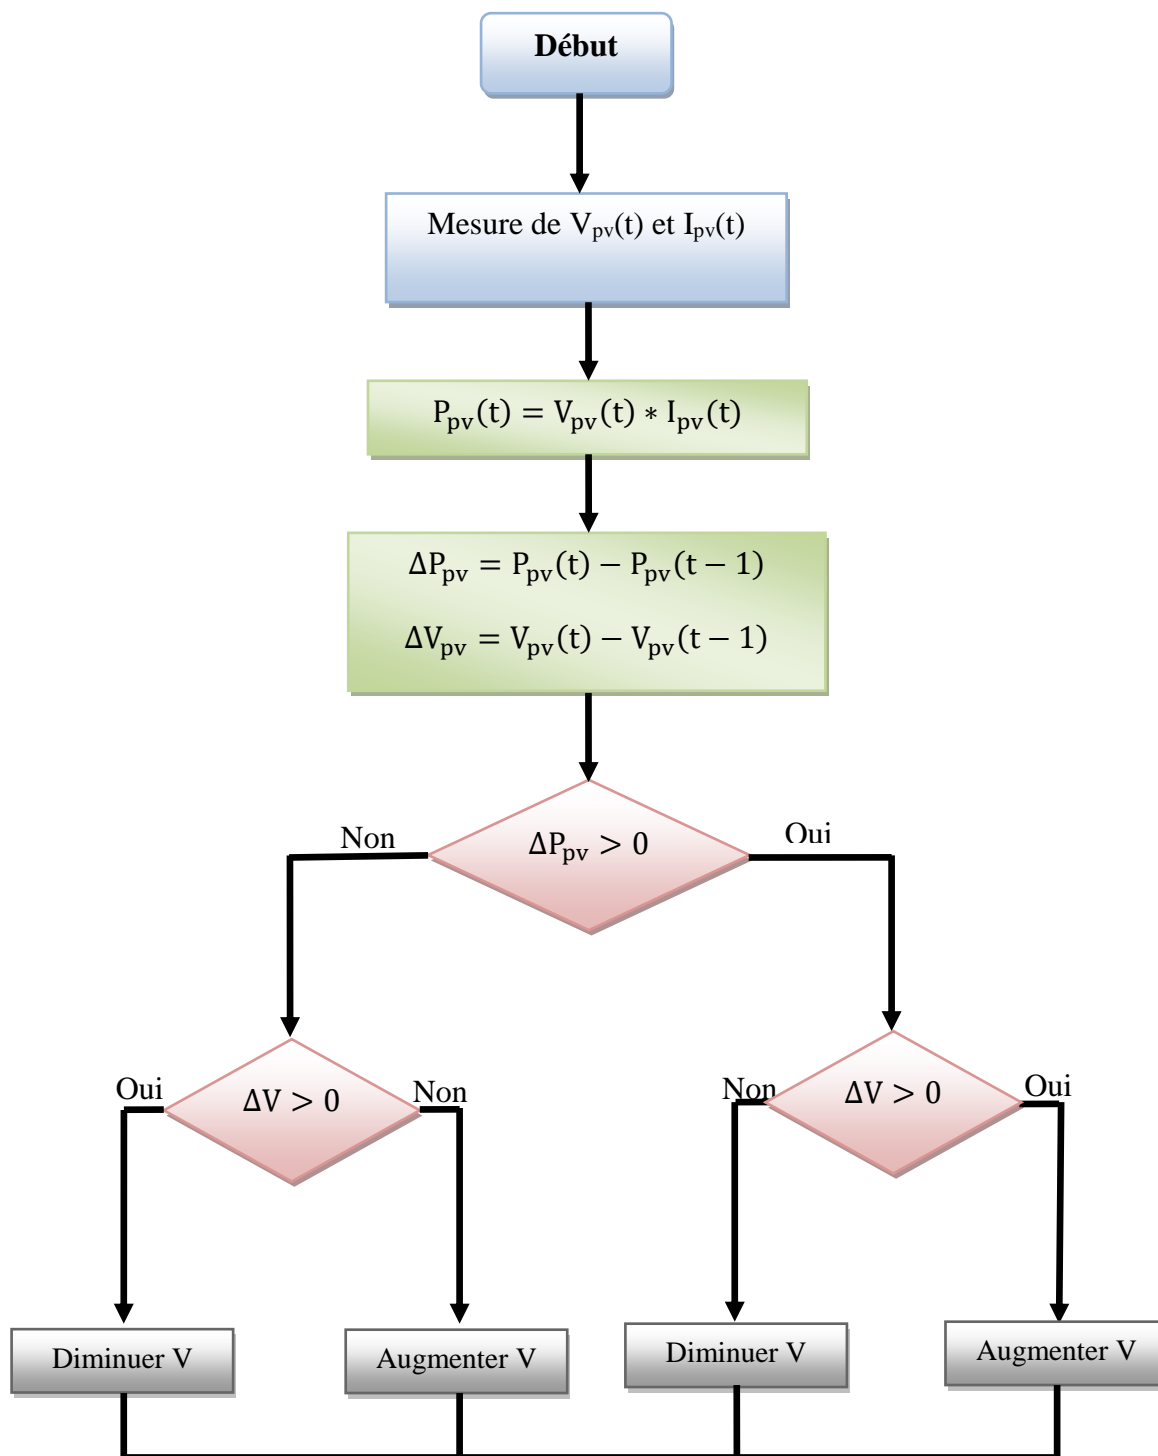 Début
Mesure de Vpv(t) et Ipv(t)
Ppv(t) = Vpv(t) ∗ Ipv(t)
ΔPpv = Ppv(t) − Ppv(t − 1)
ΔVpv = Vpv(t) − Vpv(t − 1)
Non
ΔPpv > 0
Oui
Oui
ΔV > 0
Non
Non
ΔV > 0
Oui
Diminuer V
Augmenter V
Diminuer V
Augmenter V